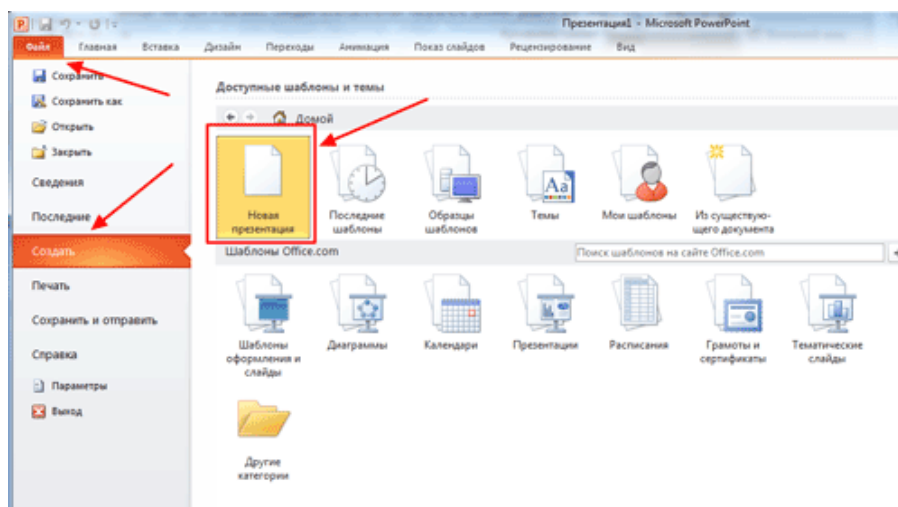 Презентация1 - Microsoft PowerPoint
Файл Главная Вставка Дизайн Переходы Анимация Показ слайдов Рецензирование Вид
Сохранить
Сохранить как
Открыть
Закрыть
Сведения
Последние
Создать
Печать
Сохранить и отправить
Справка
Параметры
Выход
Доступные шаблоны и темы
Домой
Новая
презентация
Последние
шаблоны
Образцы
шаблонов
Темы
Мои шаблоны
Из существую-
щего документа
Шаблоны Office.com
Поиск шаблонов на сайте Office.com
Шаблоны
оформления и
слайды
Диаграммы
Календари
Презентации
Расписания
Грамоты и
сертификаты
Тематические
слайды
Другие
категории